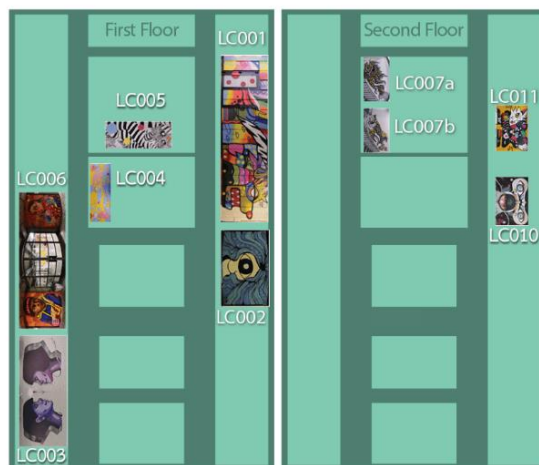 First Floor
LC001
LC005
LC004
LC006
LC002
LC003
Second Floor
LC007a
LC007b
LC011
LC010